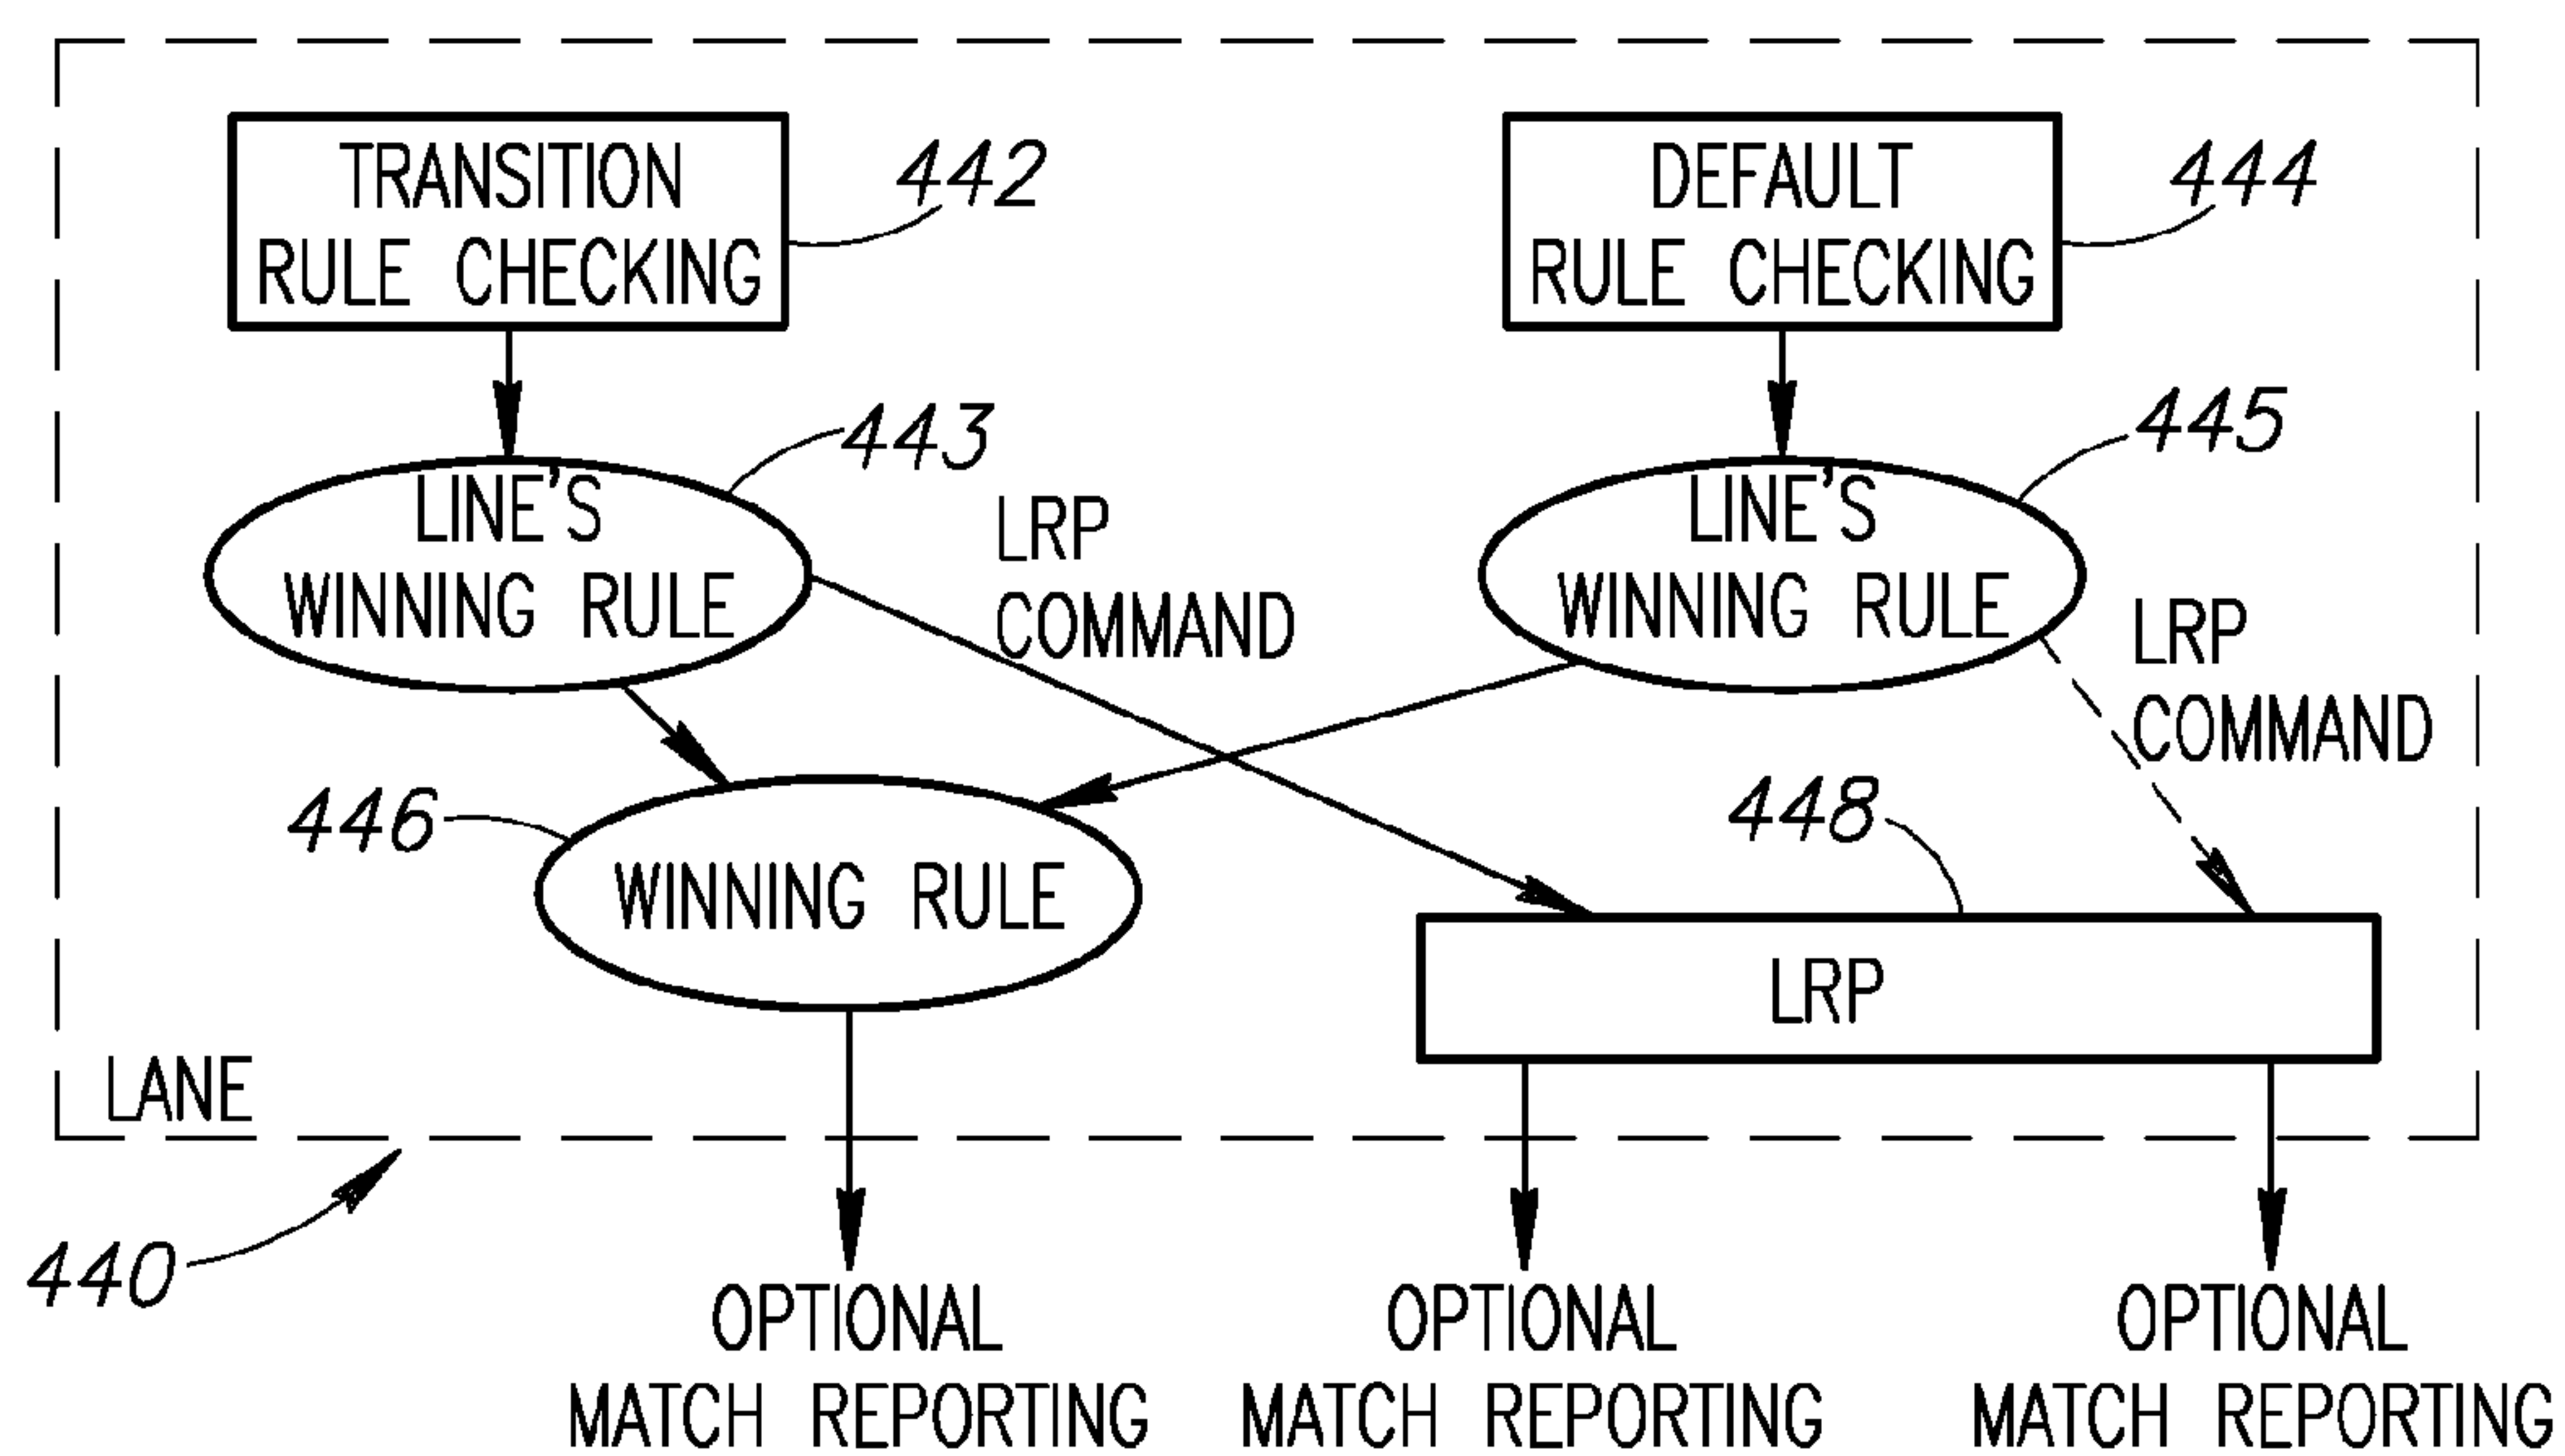 TRANSITION
RULE CHECKING
442
DEFAULT
RULE CHECKING
444
443
445
LINE'S
WINNING RULE
LRP
COMMAND
LINE'S
WINNING RULE
LRP
COMMAND
446
WINNING RULE
448
LRP
LANE
440
OPTIONAL
MATCH REPORTING
OPTIONAL
MATCH REPORTING
OPTIONAL
MATCH REPORTING